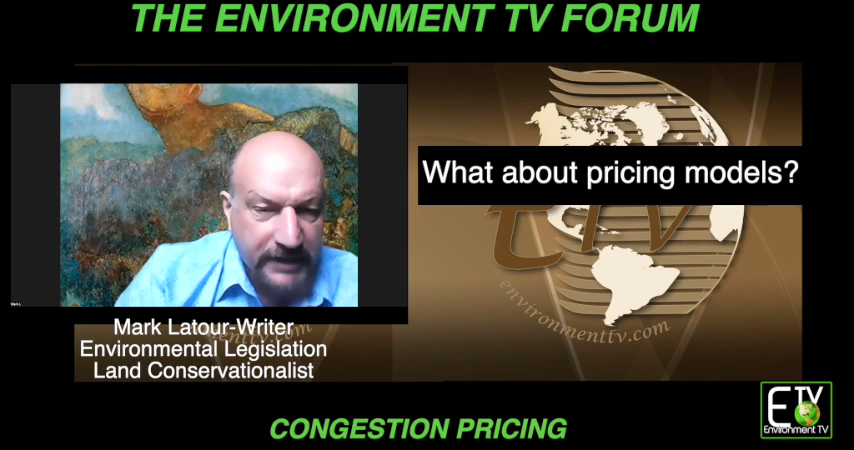 THE ENVIRONMENT TV FORUM
What about pricing models?
etv
environmenttv.com
Mark Latour-Writer
Environmental Legislation
Land Conservationalist
CONGESTION PRICING
ETV
Environment TV